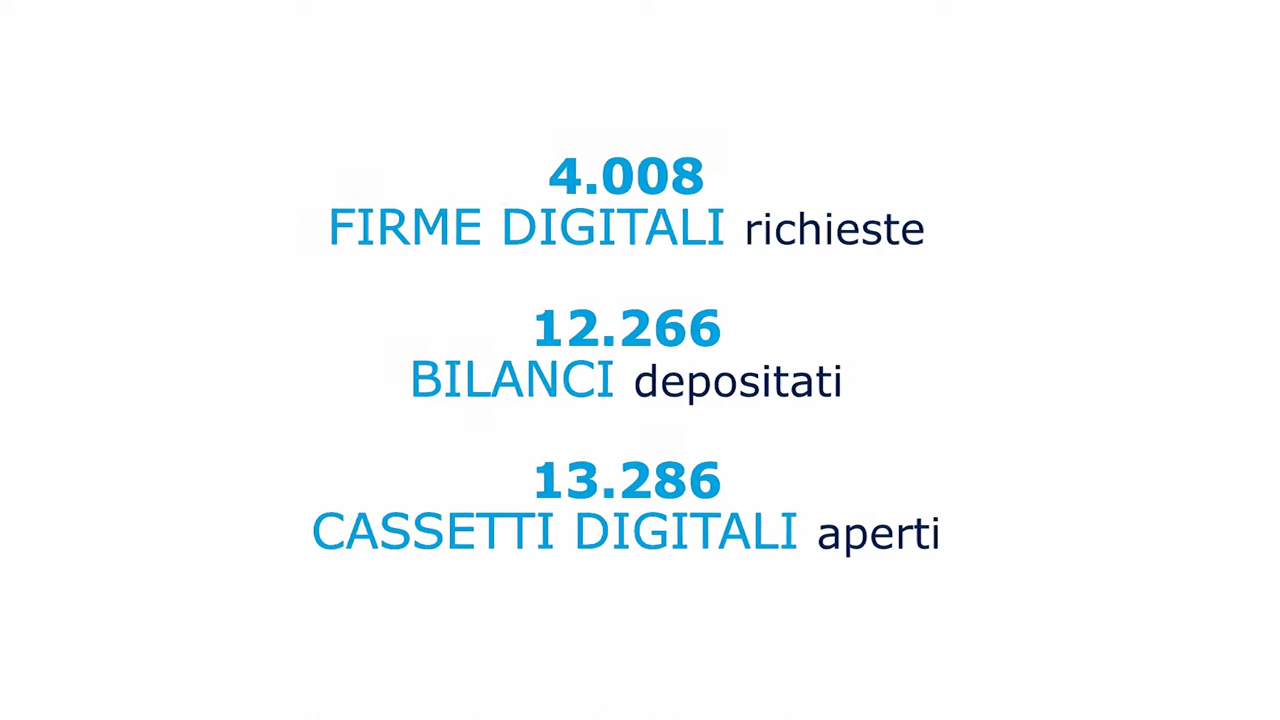 4.008
FIRME DIGITALI richieste
12.266
BILANCI depositati
13.286
CASSETTI DIGITALI aperti